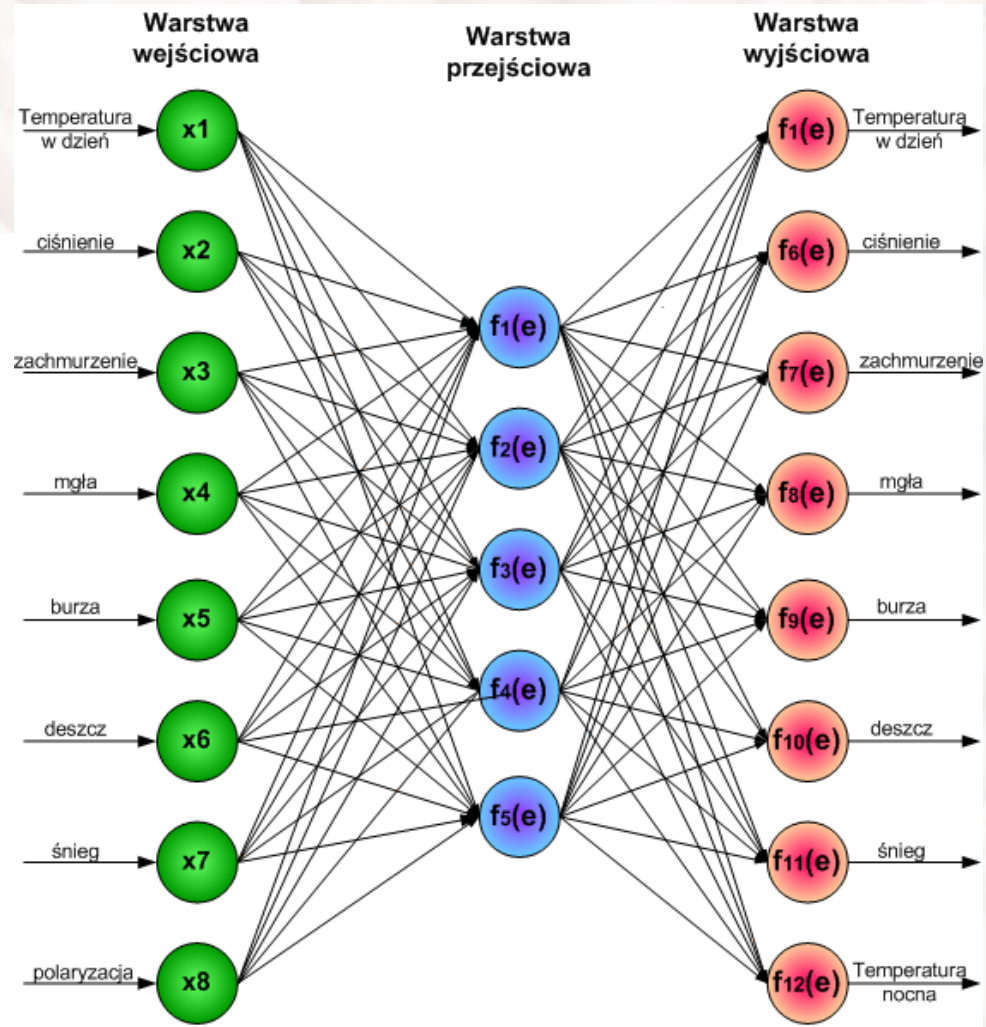 Warstwa
wejściowa
Warstwa
przejściowa
Warstwa
wyjściowa
Temperatura
w dzień
x1
ciśnienie
x2
zachmurzenie
x3
mgła
x4
burza
x5
deszcz
x6
śnieg
x7
polaryzacja
x8
f1(e)
f2(e)
f3(e)
f4(e)
f5(e)
f1(e)
Temperatura
w dzień
f6(e)
ciśnienie
f7(e)
zachmurzenie
f8(e)
mgła
f9(e)
burza
f10(e)
deszcz
f11(e)
śnieg
f12(e)
Temperatura
nocna